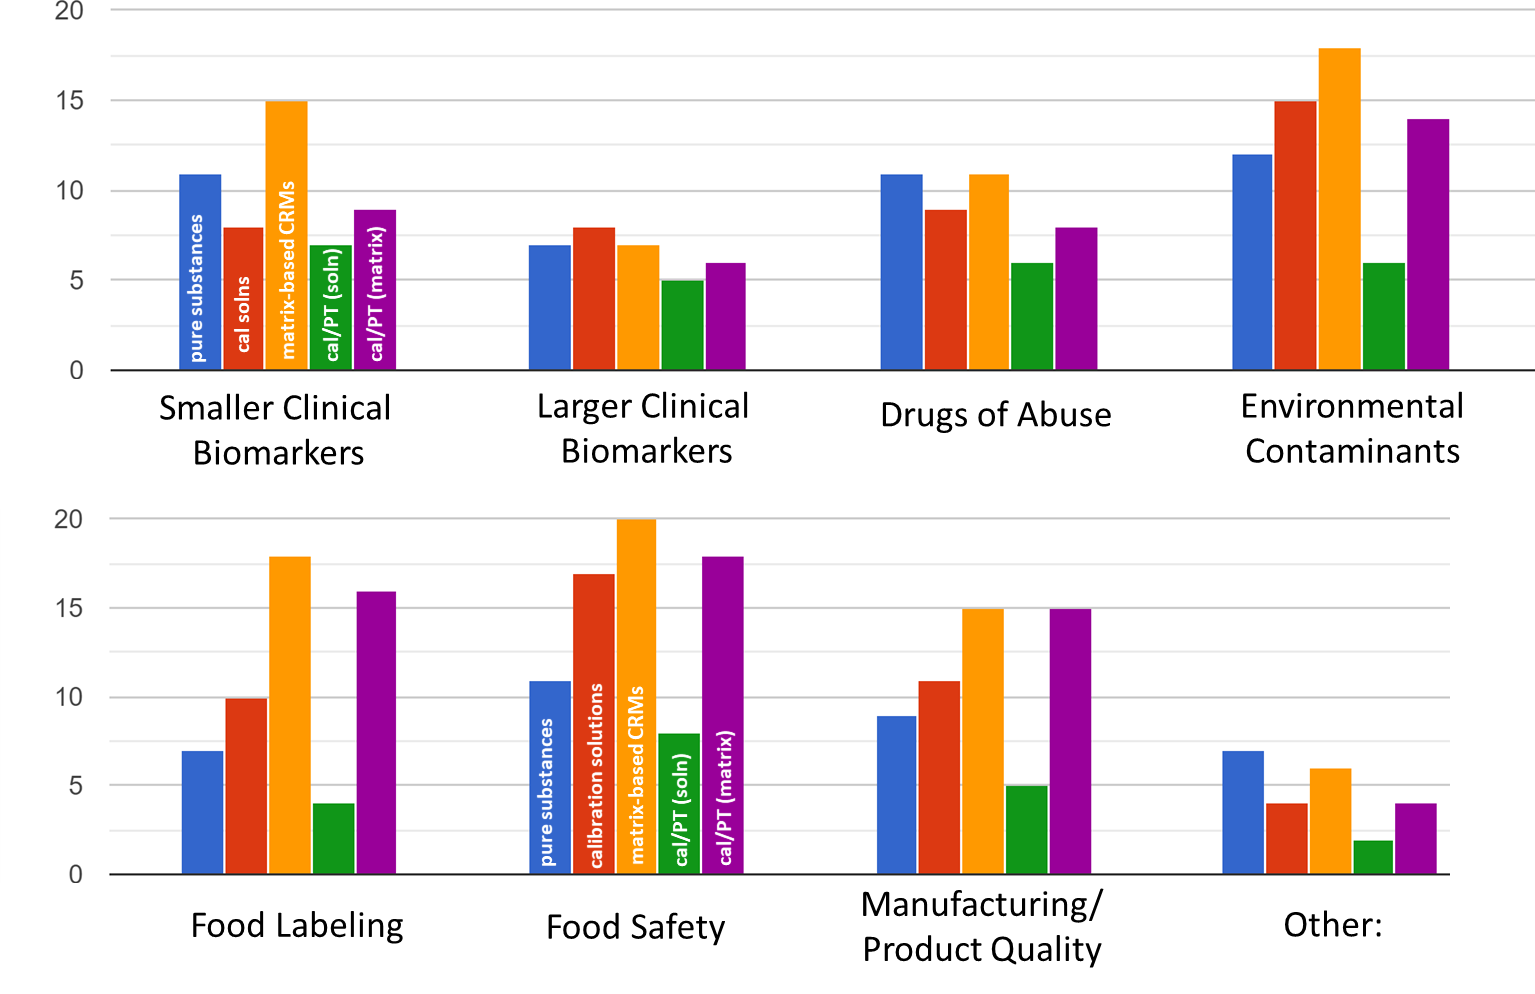 20
15
10
5
0
pure substances
cal solns
matrix-based CRMs
cal/PT (soln)
cal/PT (matrix)
Smaller Clinical
Biomarkers
Larger Clinical
Biomarkers
Drugs of Abuse
Environmental
Contaminants
20
15
10
5
0
pure substances
calibration solutions
matrix-based CRMs
cal/PT (soln)
cal/PT (matrix)
Food Labeling
Food Safety
Manufacturing/
Product Quality
Other: